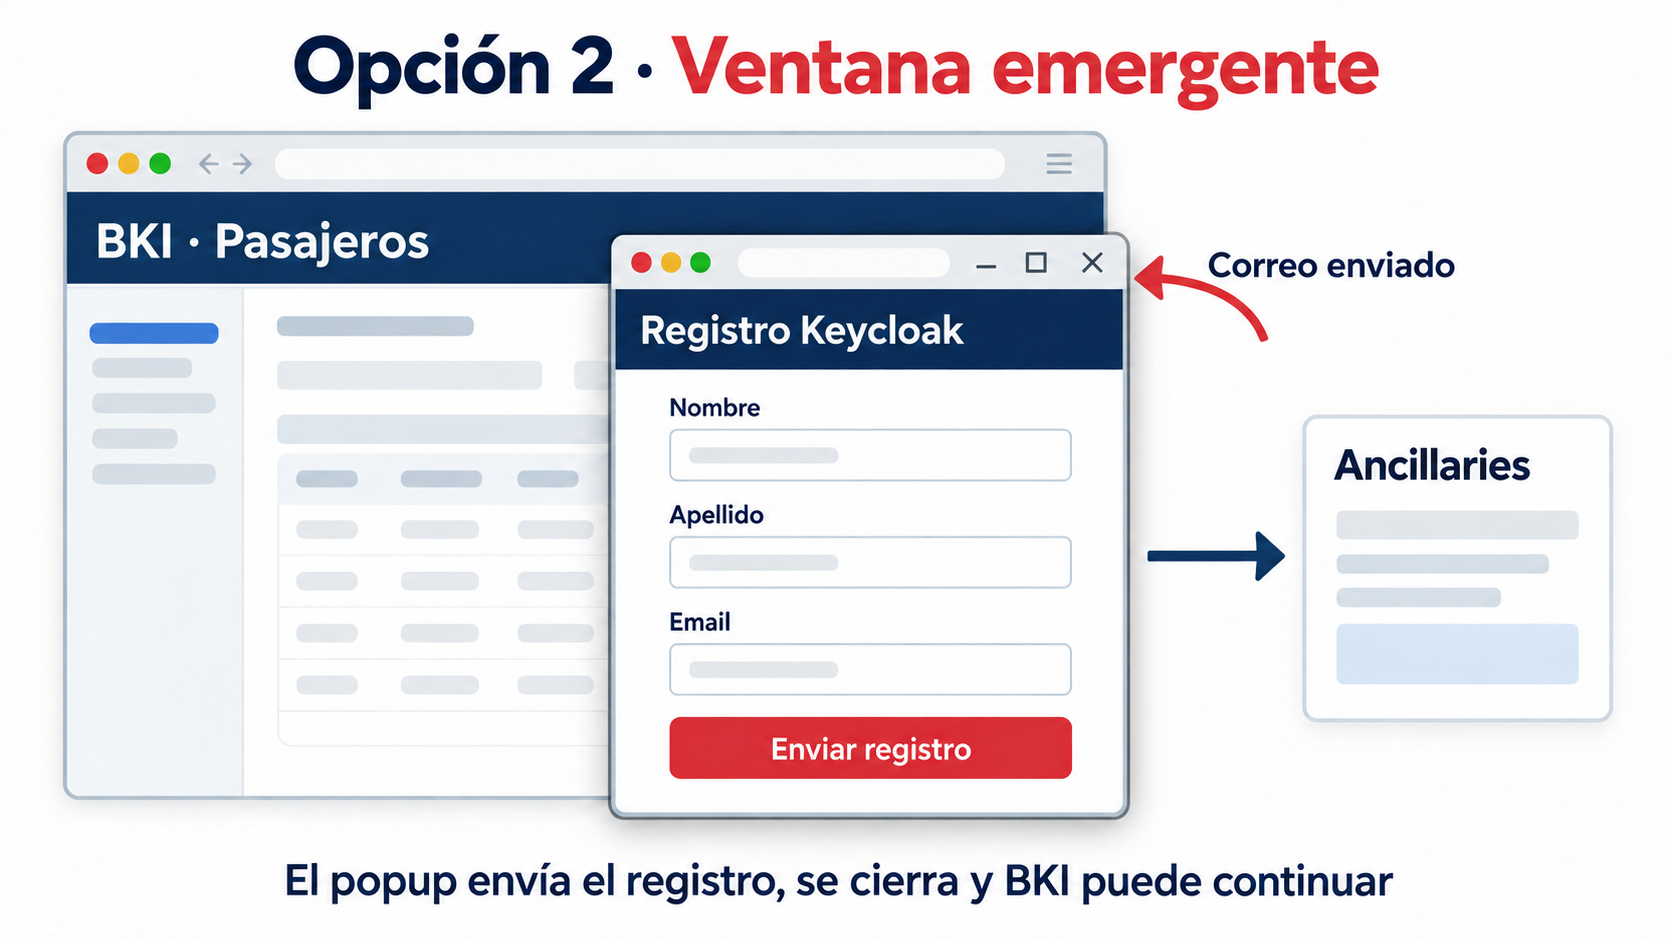 Opción 2 · Ventana emergente
BKI · Pasajeros
Correo enviado
Registro Keycloak
Nombre
Apellido
Email
Enviar registro
Ancillaries
El popup envía el registro, se cierra y BKI puede continuar